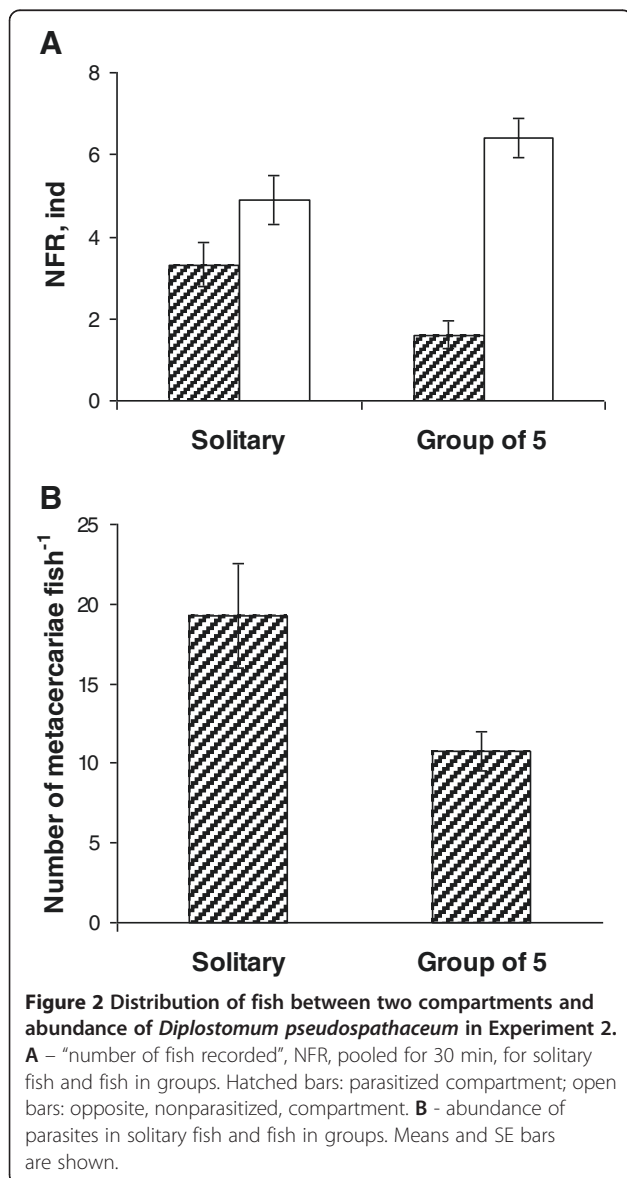 A
8
6
4
2
0
NFR, ind
Solitary
Group of 5
B
25
20
15
10
5
0
Number of metacercariae fish⁻¹
Solitary
Group of 5
Figure 2 Distribution of fish between two compartments and
abundance of Diplostomum pseudospathaceum in Experiment 2.
A – “number of fish recorded”, NFR, pooled for 30 min, for solitary
fish and fish in groups. Hatched bars: parasitized compartment; open
bars: opposite, nonparasitized, compartment. B - abundance of
parasites in solitary fish and fish in groups. Means and SE bars
are shown.